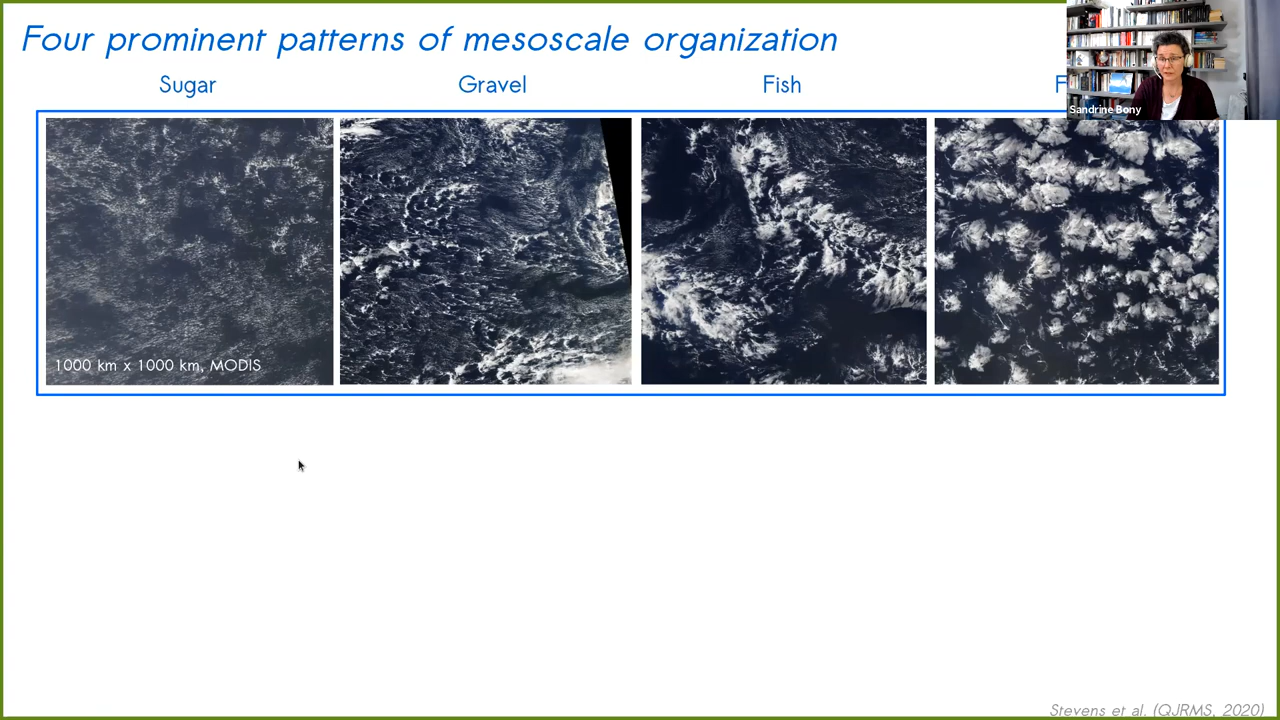 Four prominent patterns of mesoscale organization
Sugar Gravel Fish
Sandrine Bony
1000 km x 1000 km, MODIS
Stevens et al. (QJRMS, 2020)